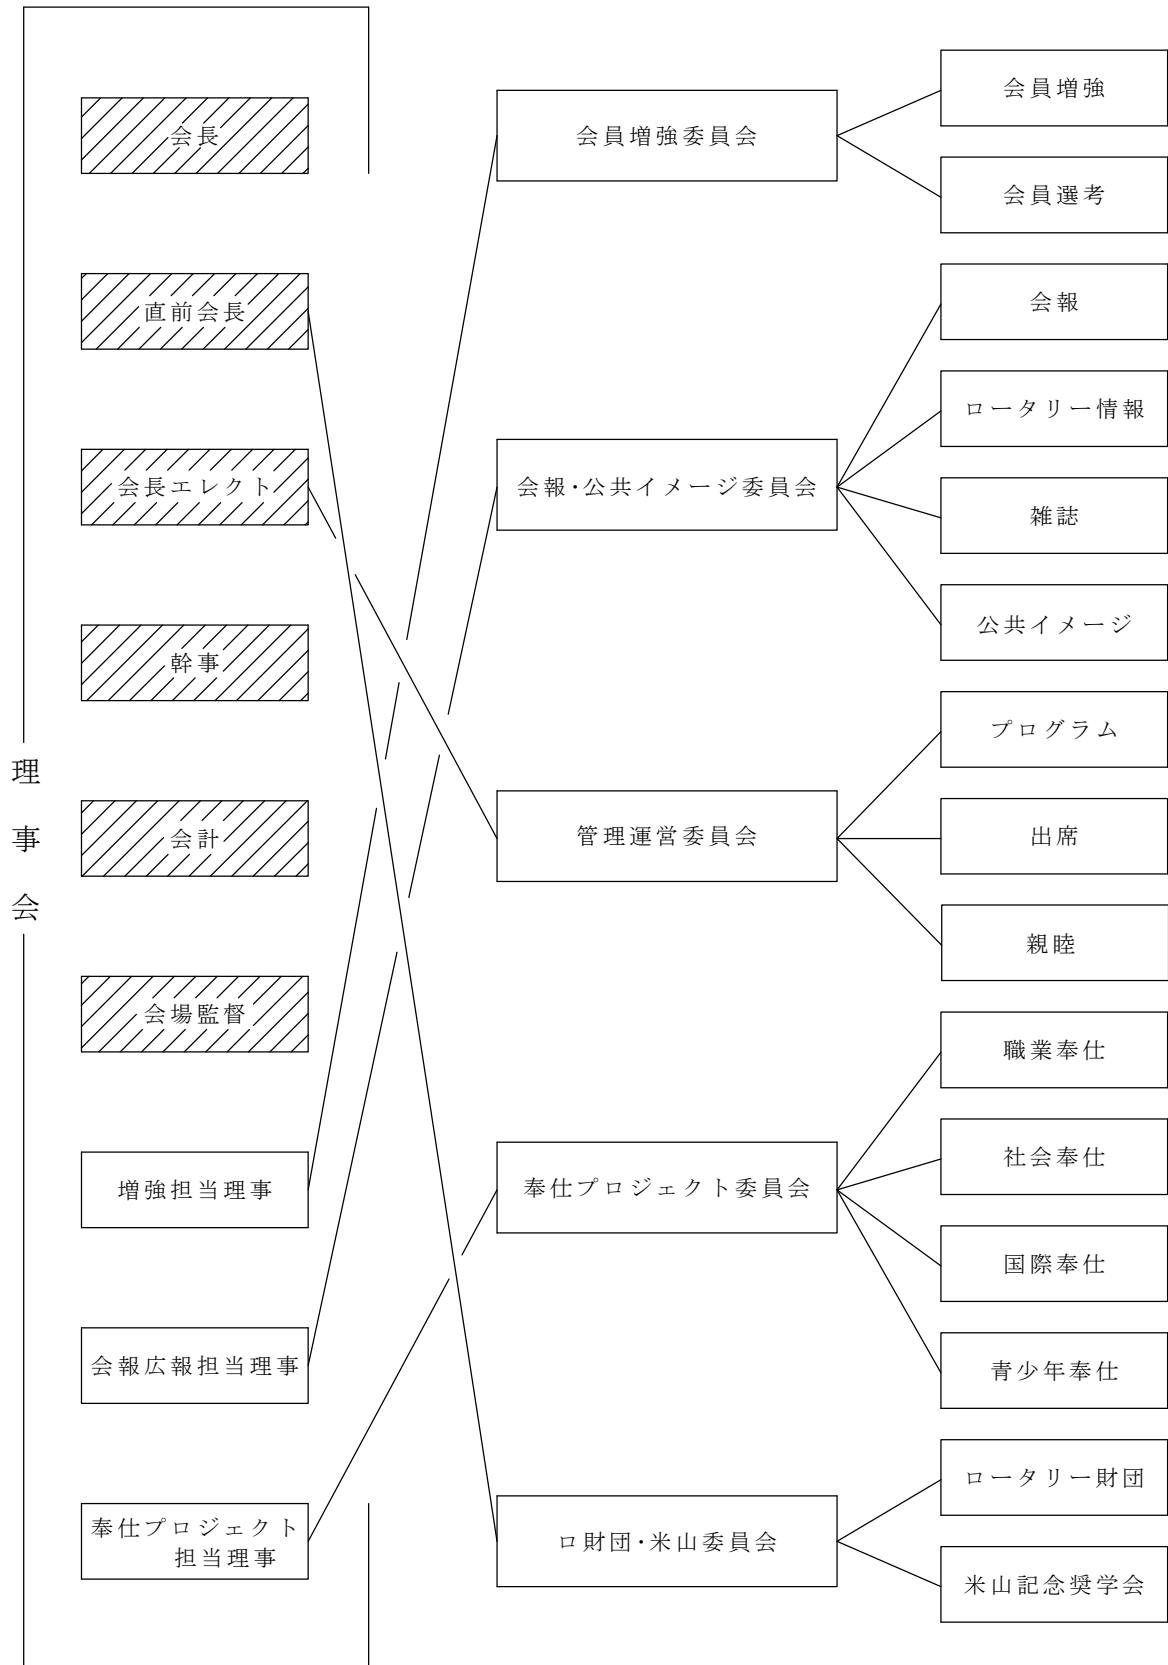 理事会
会長
直前会長
会長エレクト
幹事
会計
会場監督
増強担当理事
会報広報担当理事
奉仕プロジェクト
担当理事
会員増強委員会
会報・公共イメージ委員会
管理運営委員会
奉仕プロジェクト委員会
ロ財団・米山委員会
会員増強
会員選考
会報
ロータリー情報
雑誌
公共イメージ
プログラム
出席
親睦
職業奉仕
社会奉仕
国際奉仕
青少年奉仕
ロータリー財団
米山記念奨学会